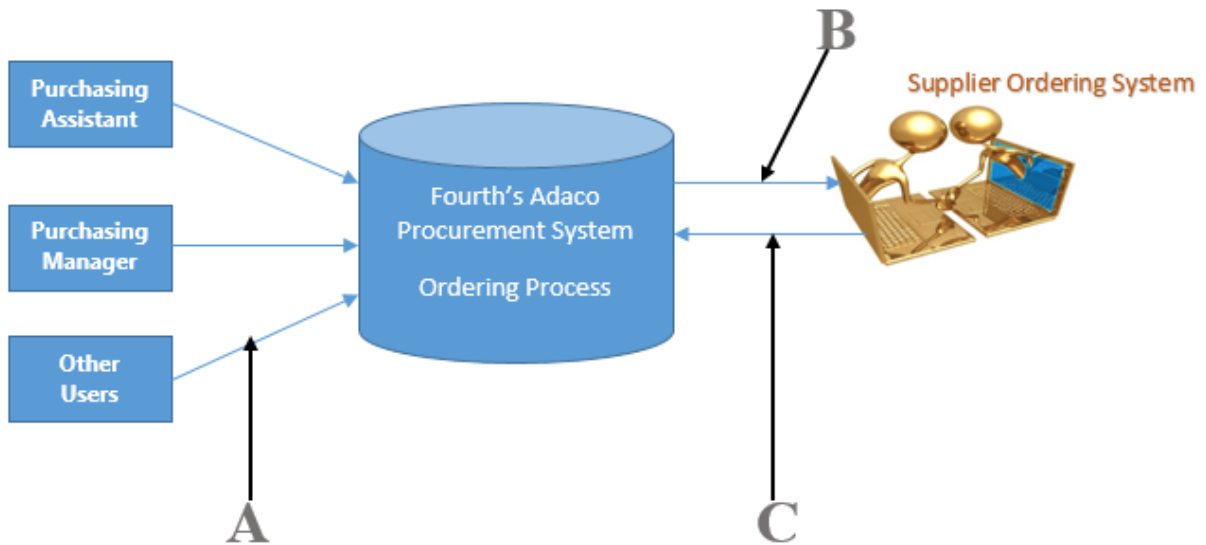 B
Supplier Ordering System
Purchasing
Assistant
Fourth's Adaco
Procurement System
Ordering Process
Purchasing
Manager
Other
Users
A
C